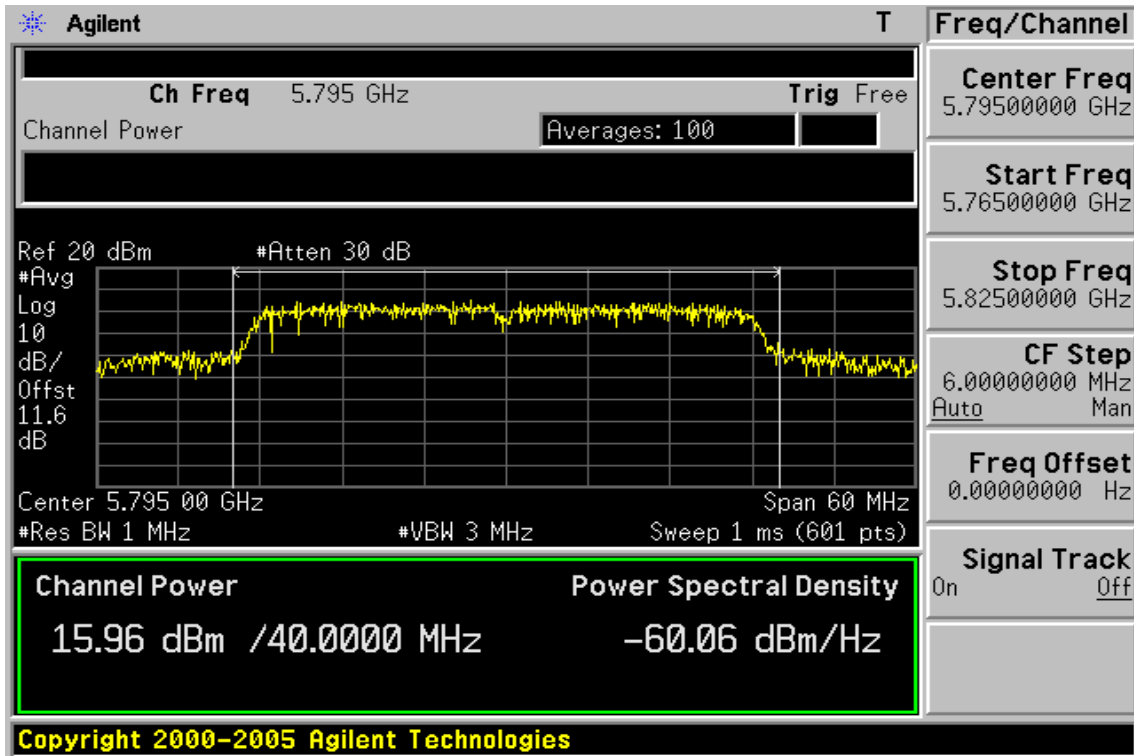 Agilent T
Ch Freq 5.795 GHz Trig Free
Channel Power Averages: 100
Ref 20 dBm #Atten 30 dB
#Avg
Log
10
dB/
Offst
11.6
dB
Center 5.795 00 GHz Span 60 MHz
#Res BW 1 MHz #VBW 3 MHz Sweep 1 ms (601 pts)
Channel Power Power Spectral Density
15.96 dBm /40.0000 MHz -60.06 dBm/Hz
Copyright 2000-2005 Agilent Technologies
Freq/Channel
Center Freq
5.79500000 GHz
Start Freq
5.76500000 GHz
Stop Freq
5.82500000 GHz
CF Step
6.00000000 MHz
Auto Man
Freq Offset
0.00000000 Hz
Signal Track
On Off